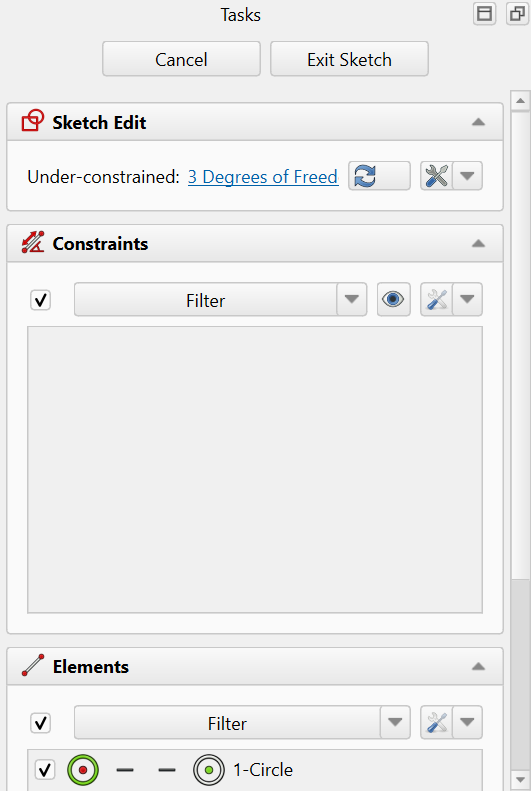 Tasks
Cancel
Exit Sketch
Sketch Edit
Under-constrained: 3 Degrees of Freed
Constraints
Filter
Elements
Filter
1-Circle